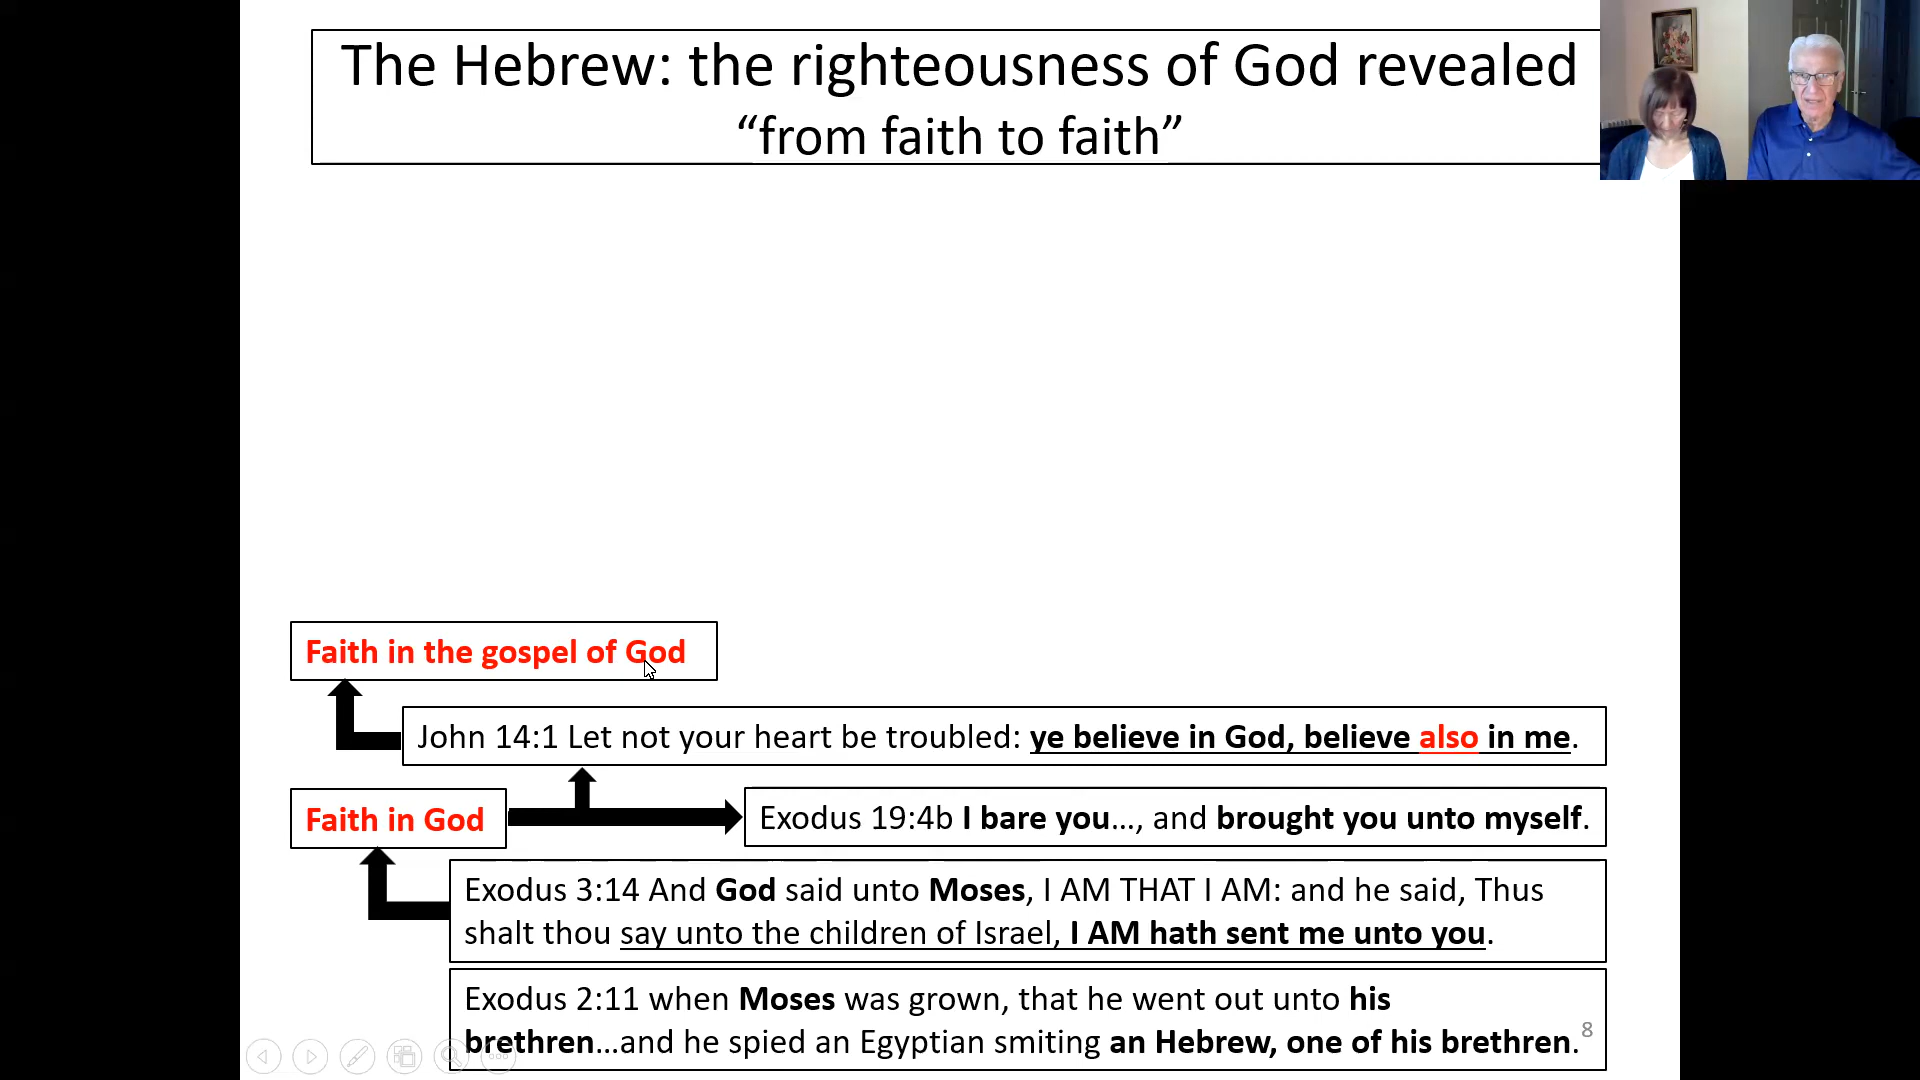 The Hebrew: the righteousness of God revealed
“from faith to faith”
Faith in the gospel of God
John 14:1 Let not your heart be troubled: ye believe in God, believe also in me.
Faith in God
Exodus 19:4b I bare you…, and brought you unto myself.
Exodus 3:14 And God said unto Moses, I AM THAT I AM: and he said, Thus
shalt thou say unto the children of Israel, I AM hath sent me unto you.
Exodus 2:11 when Moses was grown, that he went out unto his
brethren…and he spied an Egyptian smiting an Hebrew, one of his brethren.
8